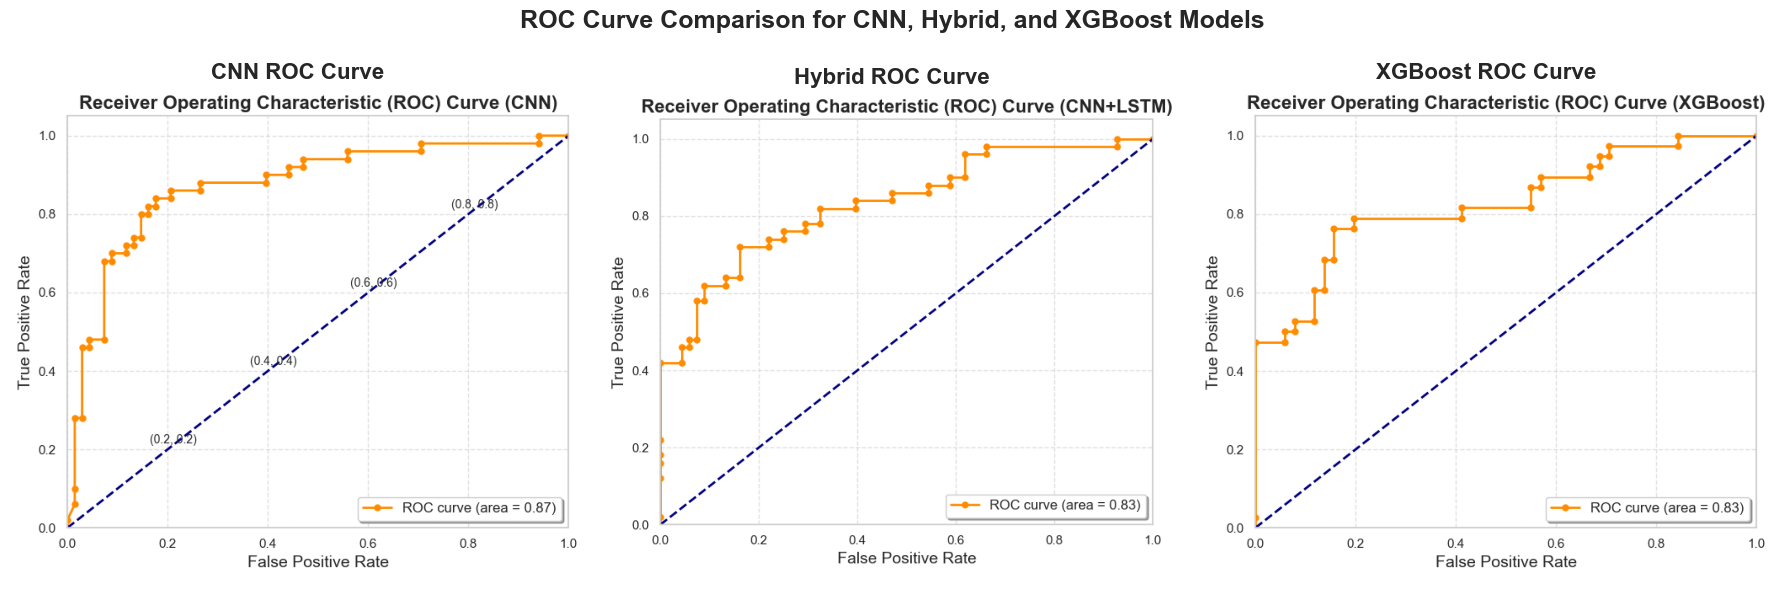 ROC Curve Comparison for CNN, Hybrid, and XGBoost Models
CNN ROC Curve
Receiver Operating Characteristic (ROC) Curve (CNN)
True Positive Rate
1.0
0.8
0.6
0.4
0.2
0.0
(0.8, 0.8)
(0.6, 0.6)
(0.4, 0.4)
(0.2, 0.2)
ROC curve (area = 0.87)
0.0 0.2 0.4 0.6 0.8 1.0
False Positive Rate
Hybrid ROC Curve
Receiver Operating Characteristic (ROC) Curve (CNN+LSTM)
True Positive Rate
1.0
0.8
0.6
0.4
0.2
0.0
ROC curve (area = 0.83)
0.0 0.2 0.4 0.6 0.8 1.0
False Positive Rate
XGBoost ROC Curve
Receiver Operating Characteristic (ROC) Curve (XGBoost)
True Positive Rate
1.0
0.8
0.6
0.4
0.2
0.0
ROC curve (area = 0.83)
0.0 0.2 0.4 0.6 0.8 1.0
False Positive Rate